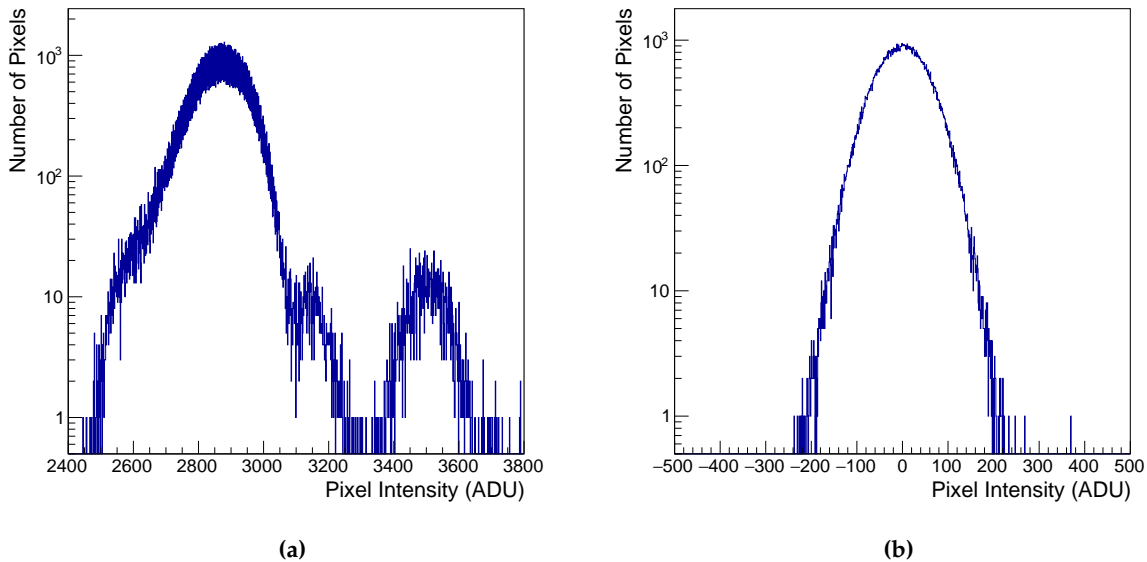 Number of Pixels
10³
10²
10
1
2400 2600 2800 3000 3200 3400 3600 3800
Pixel Intensity (ADU)
(a)
Number of Pixels
10³
10²
10
1
−500 −400 −300 −200 −100 0 100 200 300 400 500
Pixel Intensity (ADU)
(b)